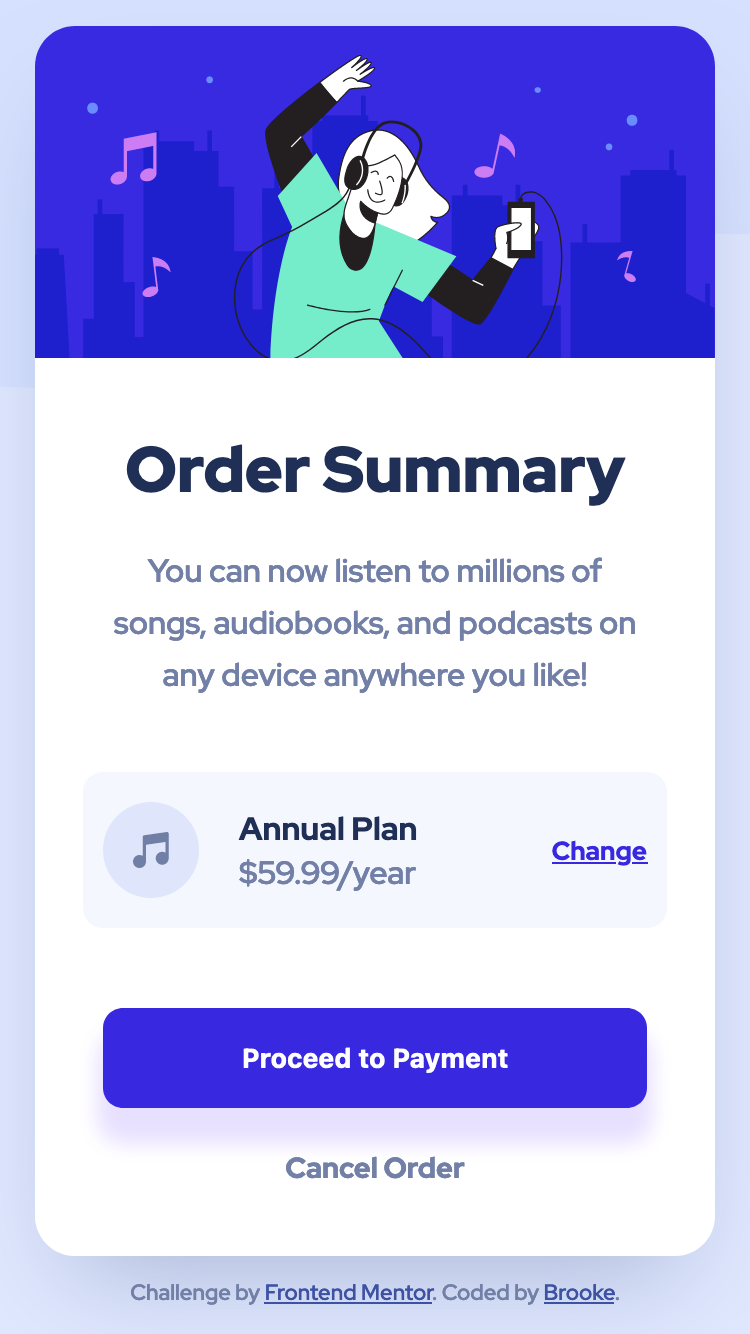 Order Summary
You can now listen to millions of
songs, audiobooks, and podcasts on
any device anywhere you like!
Annual Plan
$59.99/year
Change
Proceed to Payment
Cancel Order
Challenge by Frontend Mentor. Coded by Brooke.